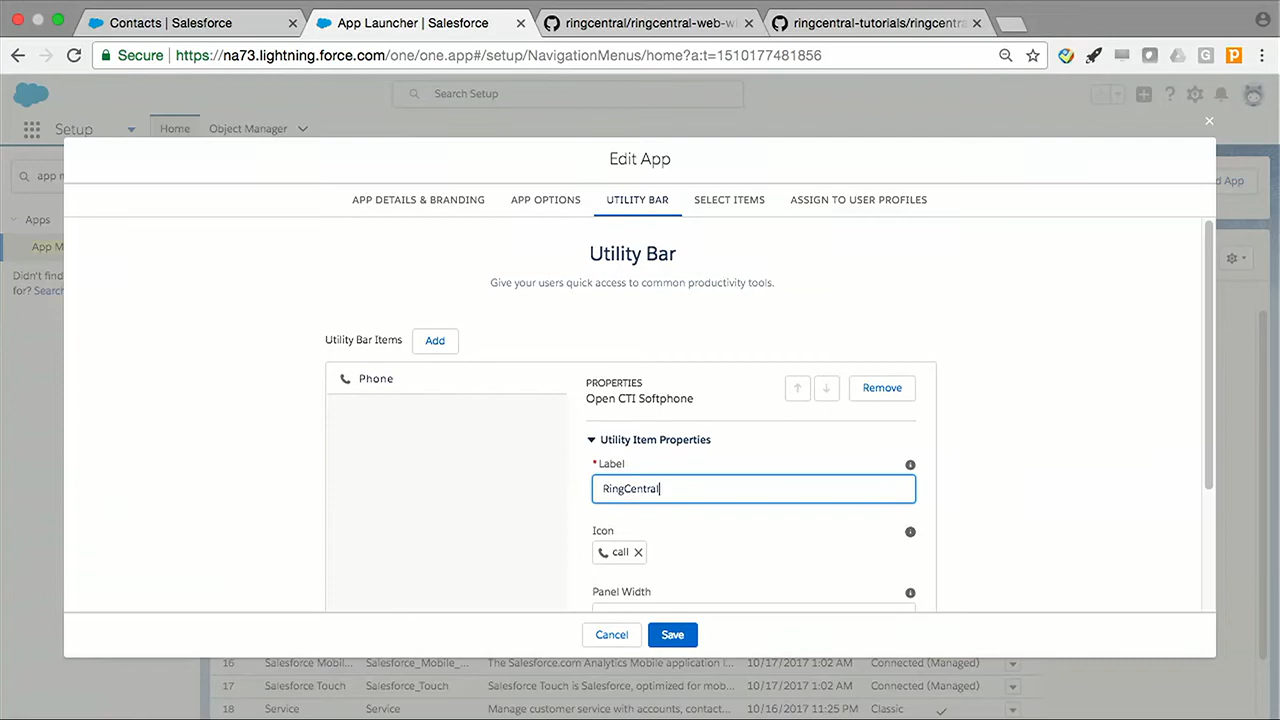 Contacts | Salesforce
App Launcher | Salesforce
ringcentral/ringcentral-web-w
ringcentral-tutorials/ringcentra
Secure
https://na73.lightning.force.com/one/one.app#/setup/NavigationMenus/home?a:t=1510177481856
Search Setup
Setup
Home
Object Manager
Edit App
app
d App
APP DETAILS & BRANDING
APP OPTIONS
UTILITY BAR
SELECT ITEMS
ASSIGN TO USER PROFILES
Apps
App M
Didn't find
for? Search
Utility Bar
Give your users quick access to common productivity tools.
Utility Bar Items
Add
Phone
PROPERTIES
Open CTI Softphone
Remove
Utility Item Properties
*Label
RingCentral
Icon
call
Panel Width
Cancel
Save
16 Salesforce Mobil... Salesforce_Mobile_... The Salesforce.com Analytics Mobile application l... 10/17/2017 1:02 AM Connected (Managed)
17 Salesforce Touch Salesforce_Touch Salesforce Touch is Salesforce, optimized for mob... 10/17/2017 1:02 AM Connected (Managed)
18 Service Service Manage customer service with accounts, contact... 10/16/2017 11:25 PM Classic